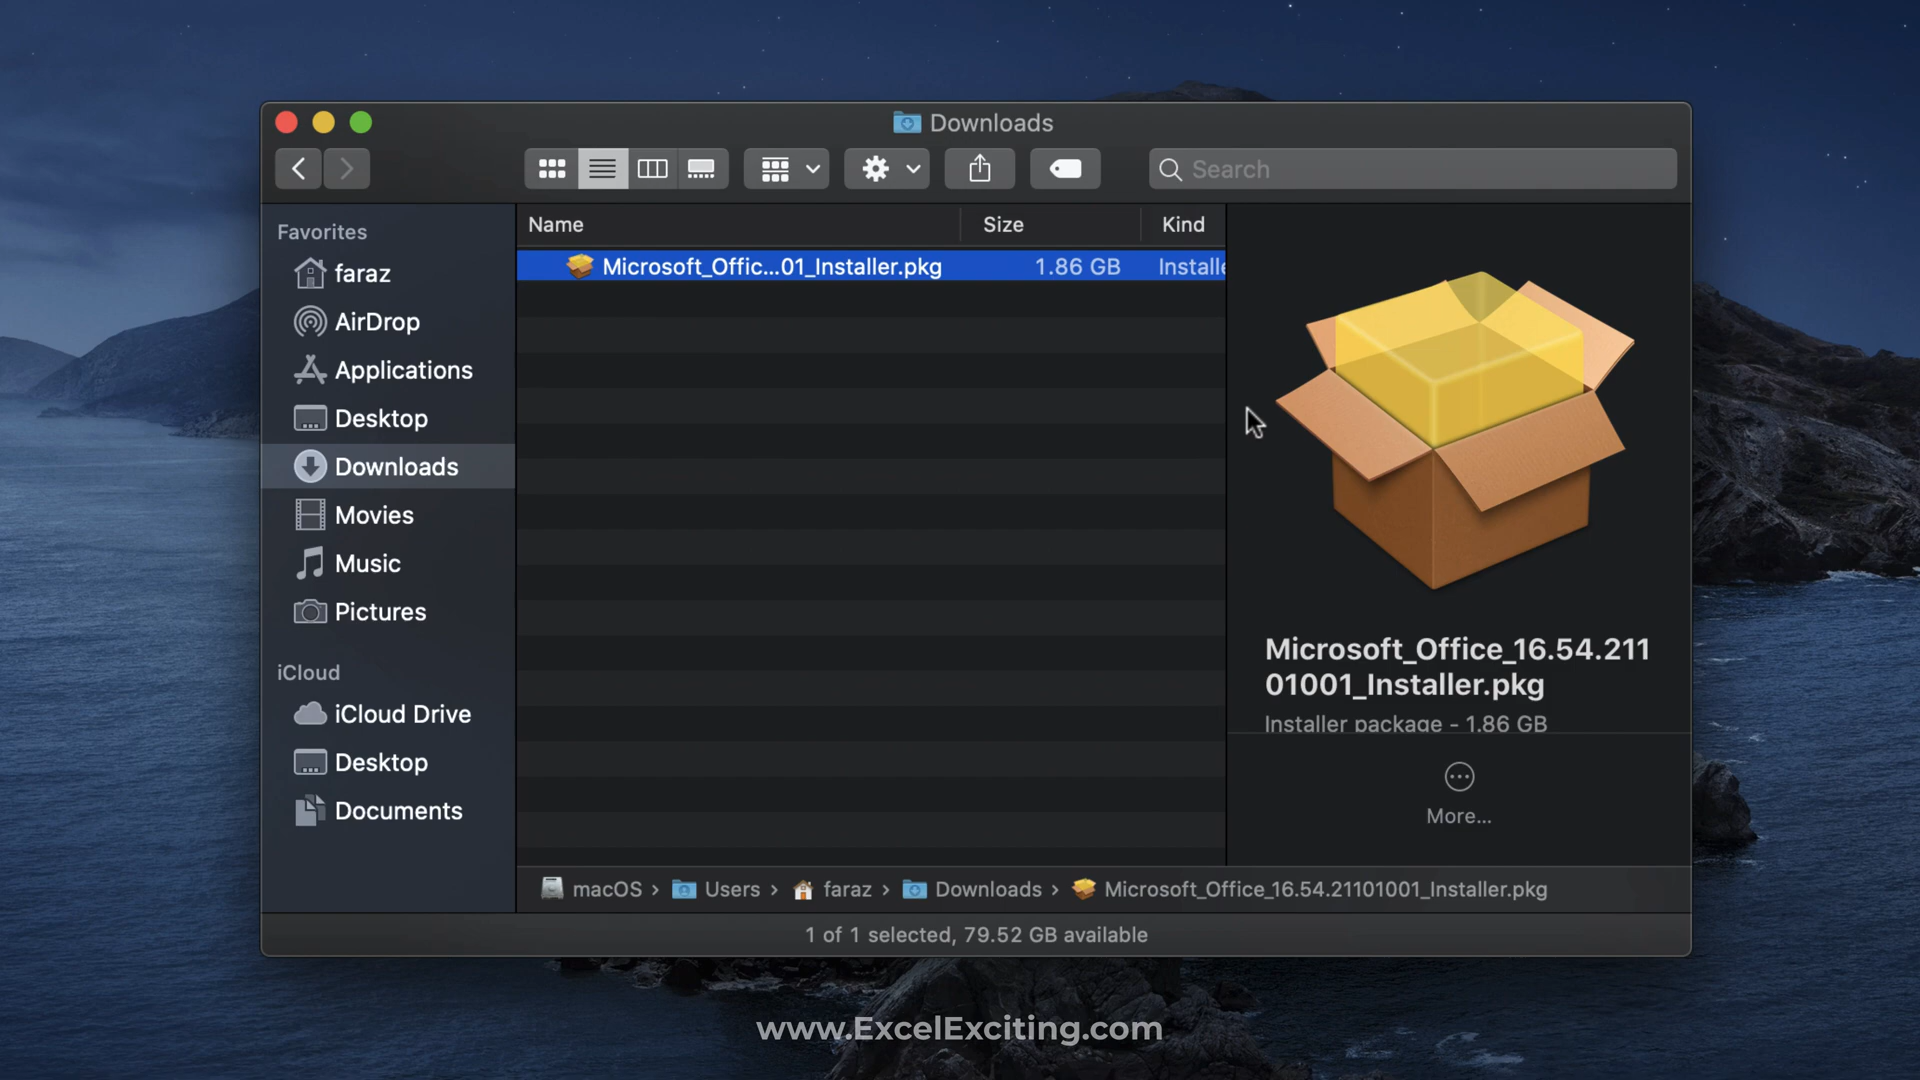 Downloads
Search
Favorites
faraz
AirDrop
Applications
Desktop
Downloads
Movies
Music
Pictures
iCloud
iCloud Drive
Desktop
Documents
Name Size Kind
Microsoft_Offic...01_Installer.pkg 1.86 GB Installe
Microsoft_Office_16.54.211
01001_Installer.pkg
Installer package - 1.86 GB
More...
macOS › Users › faraz › Downloads › Microsoft_Office_16.54.21101001_Installer.pkg
1 of 1 selected, 79.52 GB available
www.ExcelExciting.com